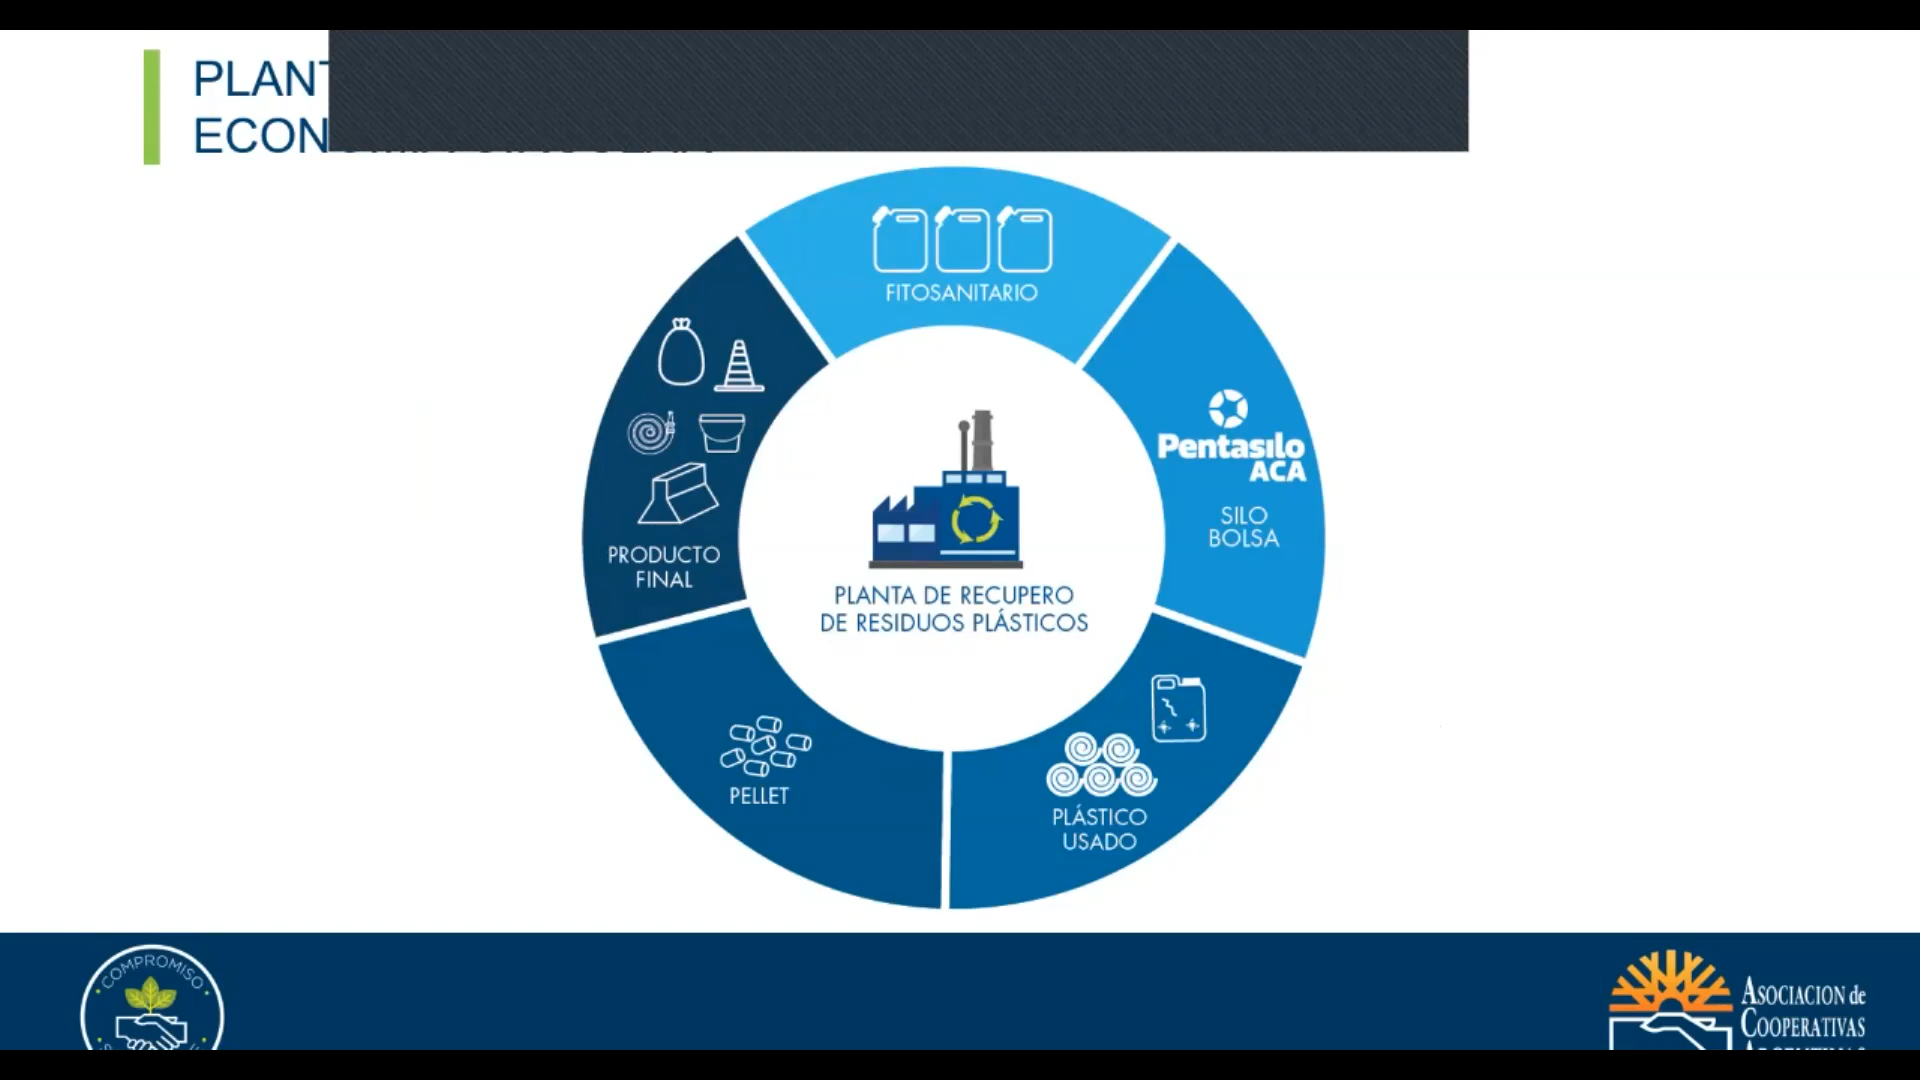 PLANT
ECON
FITOSANITARIO
Pentasilo
ACA
SILO
BOLSA
PRODUCTO
FINAL
PLANTA DE RECUPERO
DE RESIDUOS PLÁSTICOS
PELLET
PLÁSTICO
USADO
COMPROMISO
ASOCIACION de
COOPERATIVAS